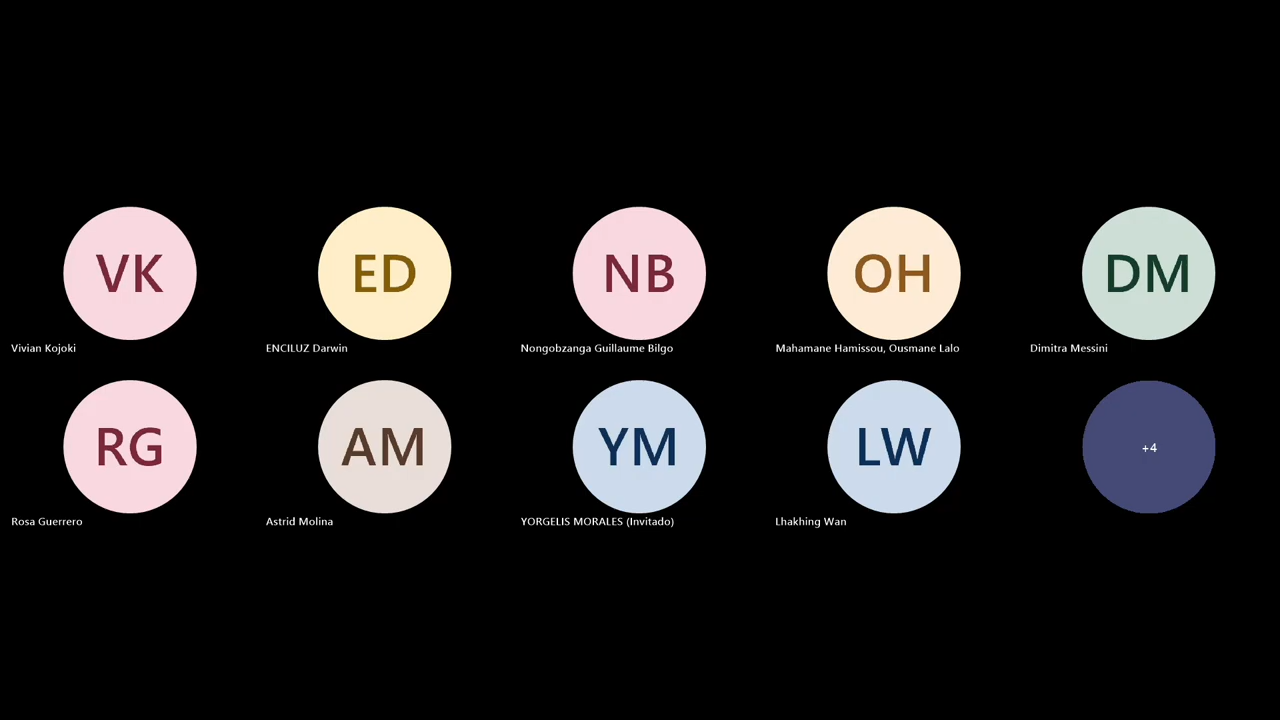 VK ED NB OH DM
Vivian Kojoki ENCILUZ Darwin Nongobzanga Guillaume Bilgo Mahamane Hamissou, Ousmane Lalo Dimitra Messini
RG AM YM LW +4
Rosa Guerrero Astrid Molina YORGELIS MORALES (Invitado) Lhakhing Wan